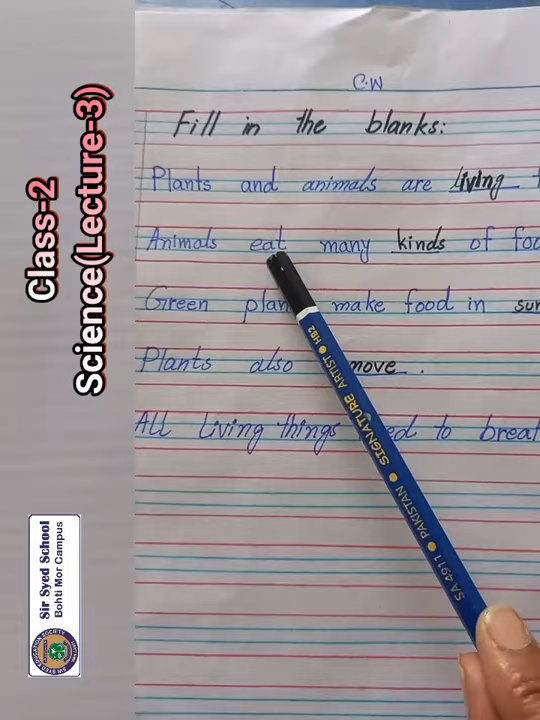 Class-2
Science(Lecture-3)
Sir Syed School
Bohti Mor Campus
C.W
Fill in the blanks:
Plants and animals are living
Animals eat many kinds of
Green make food in
Plants also move.
All living things to
SA 4911 ● PAKISTAN ● SIGNATURE ARTIST ● HB2